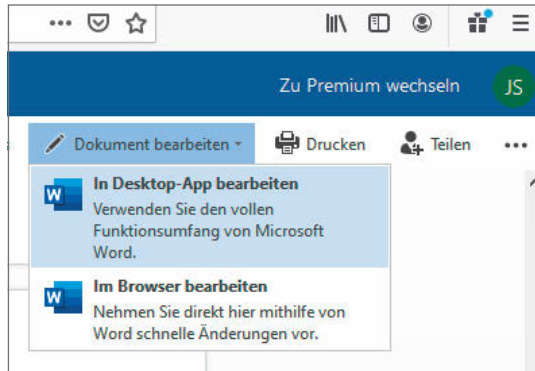 Zu Premium wechseln
JS
Dokument bearbeiten
Drucken
Teilen
In Desktop-App bearbeiten
Verwenden Sie den vollen
Funktionsumfang von Microsoft
Word.
Im Browser bearbeiten
Nehmen Sie direkt hier mithilfe von
Word schnelle Änderungen vor.